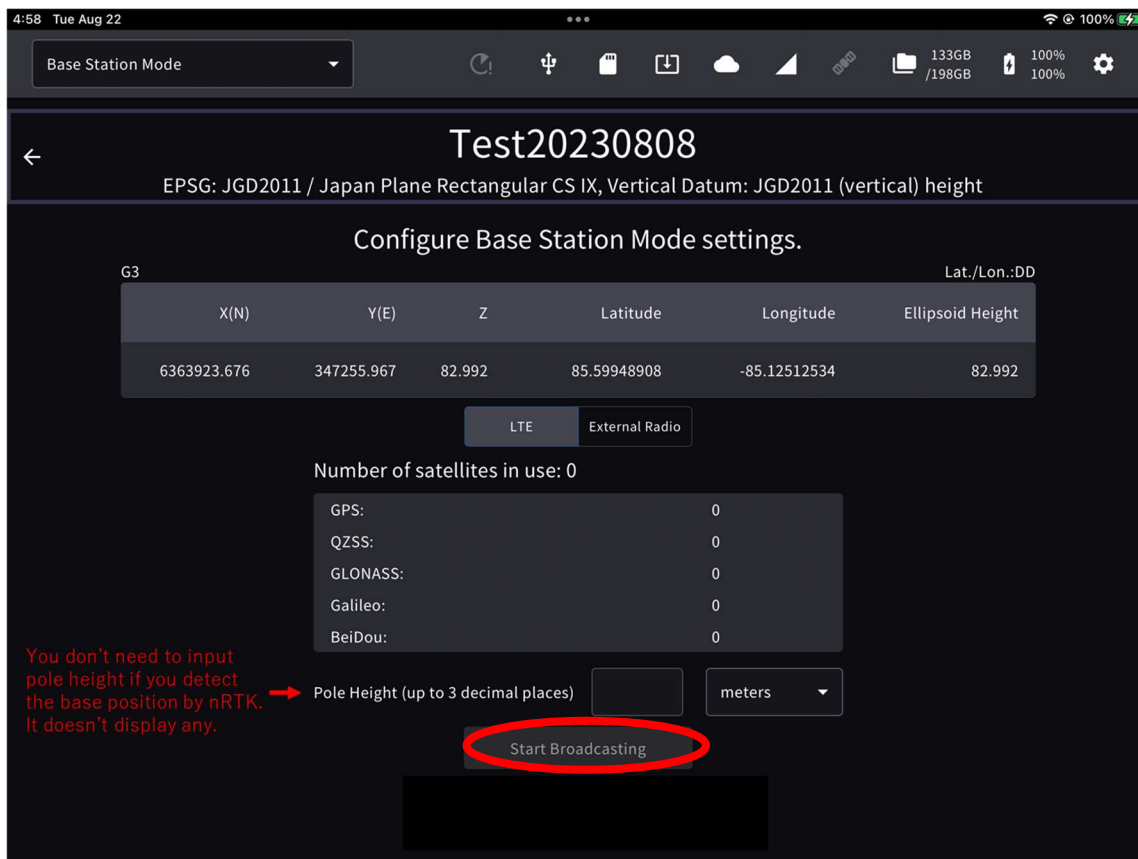 4:58 Tue Aug 22
100%
Base Station Mode
133GB
/198GB
100%
100%
Test20230808
EPSG: JGD2011 / Japan Plane Rectangular CS IX, Vertical Datum: JGD2011 (vertical) height
Configure Base Station Mode settings.
G3 Lat./Lon.:DD
X(N) Y(E) Z Latitude Longitude Ellipsoid Height
6363923.676 347255.967 82.992 85.59948908 -85.12512534 82.992
LTE External Radio
Number of satellites in use: 0
GPS: 0
QZSS: 0
GLONASS: 0
Galileo: 0
BeiDou: 0
You don't need to input
pole height if you detect
the base position by nRTK.
It doesn't display any.
Pole Height (up to 3 decimal places) meters
Start Broadcasting